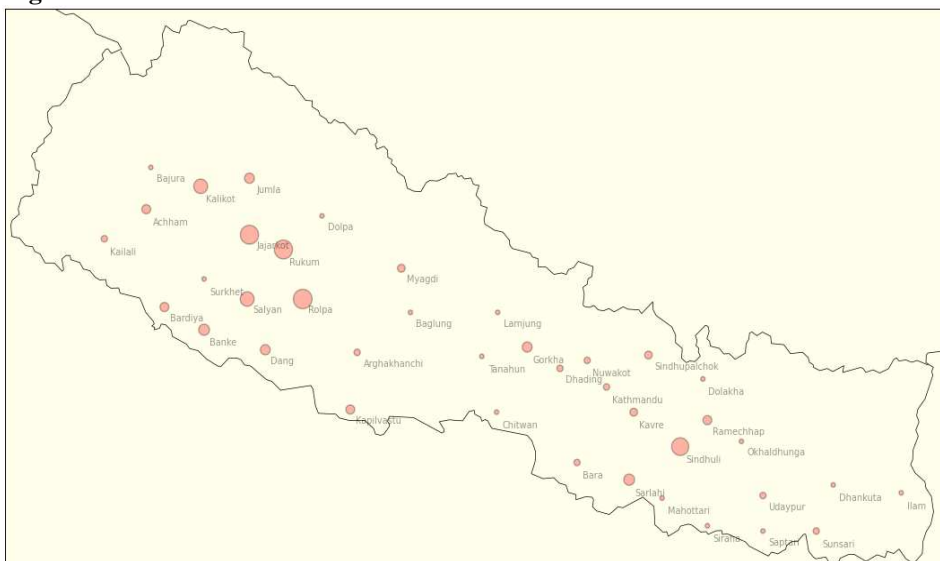 Bajura
Jumla
Kalikot
Achham
Dolpa
Kailali
Jajarkot
Rukum
Myagdi
Surkhet
Salyan
Rolpa
Bardiya
Baglung
Lamjung
Banke
Dang
Arghakhanchi
Tanahun
Gorkha
Dhading
Nuwakot
Sindhupalchok
Kathmandu
Dolakha
Kapilvastu
Chitwan
Kavre
Ramechhap
Okhaldhunga
Sindhuli
Bara
Sarlahi
Mahottari
Udaypur
Dhankuta
Ilam
Siraha
Saptari
Sunsari